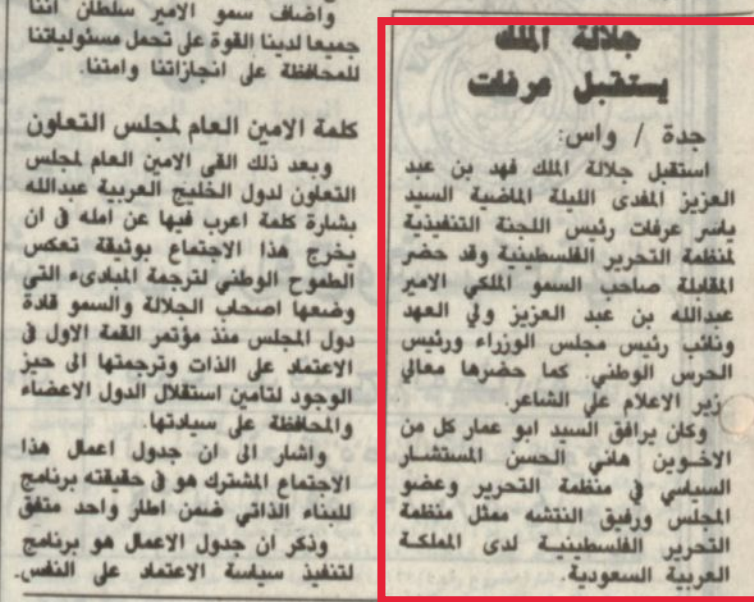 جلالة الملك
يستقبل عرفات
جدة / واس:
استقبل جلالة الملك فهد بن عبد
العزيز المفدى الليلة الماضية السيد
ياسر عرفات رئيس اللجنة التنفيذية
لمنظمة التحرير الفلسطينية وقد حضر
المقابلة صاحب السمو الملكي الامير
عبدالله بن عبد العزيز ولي العهد
ونائب رئيس مجلس الوزراء ورئيس
الحرس الوطني. كما حضرها معالي
زير الاعلام علي الشاعر.
وكان يرافق السيد ابو عمار كل من
الاخوين هاني الحسن المستشار
السياسي في منظمة التحرير وعضو
المجلس ورفيق النتشه ممثل منظمة
التحرير الفلسطينية لدى المملكة
العربية السعودية.
واضاف سمو الامير سلطان اننا
جميعا لدينا القوة على تحمل مسئولياتنا
للمحافظة على انجازاتنا وامتنا.
كلمة الامين العام لمجلس التعاون
وبعد ذلك القى الامين العام لمجلس
التعاون لدول الخليج العربية عبدالله
بشارة كلمة اعرب فيها عن امله في ان
يخرج هذا الاجتماع بوثيقة تعكس
الطموح الوطني لترجمة المبادىء التي
وضعها اصحاب الجلالة والسمو قادة
دول المجلس منذ مؤتمر القمة الاول في
الاعتماد على الذات وترجمتها الى حيز
الوجود لتامين استقلال الدول الاعضاء
والمحافظة على سيادتها.
واشار الى ان جدول اعمال هذا
الاجتماع المشترك هو في حقيقته برنامج
للبناء الذاتي ضمن اطار واحد متفق
وذكر ان جدول الاعمال هو برنامج
لتنفيذ سياسة الاعتماد على النفس.